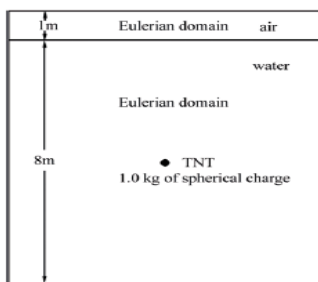 1m Eulerian domain air
water
Eulerian domain
8m TNT
1.0 kg of spherical charge